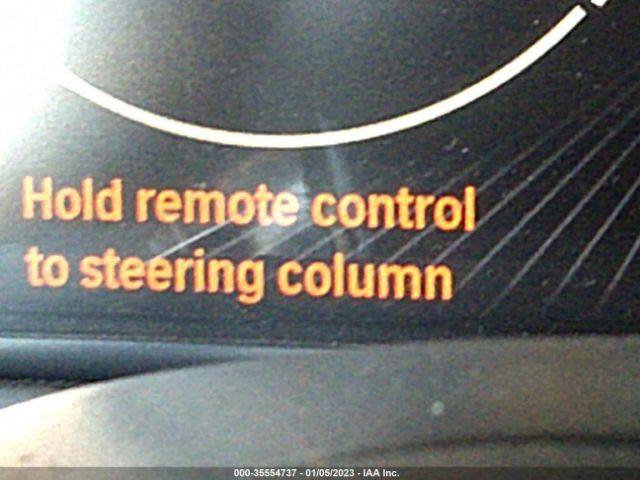 Hold remote control
to steering column
000-35554737 - 01/05/2023 - IAA Inc.